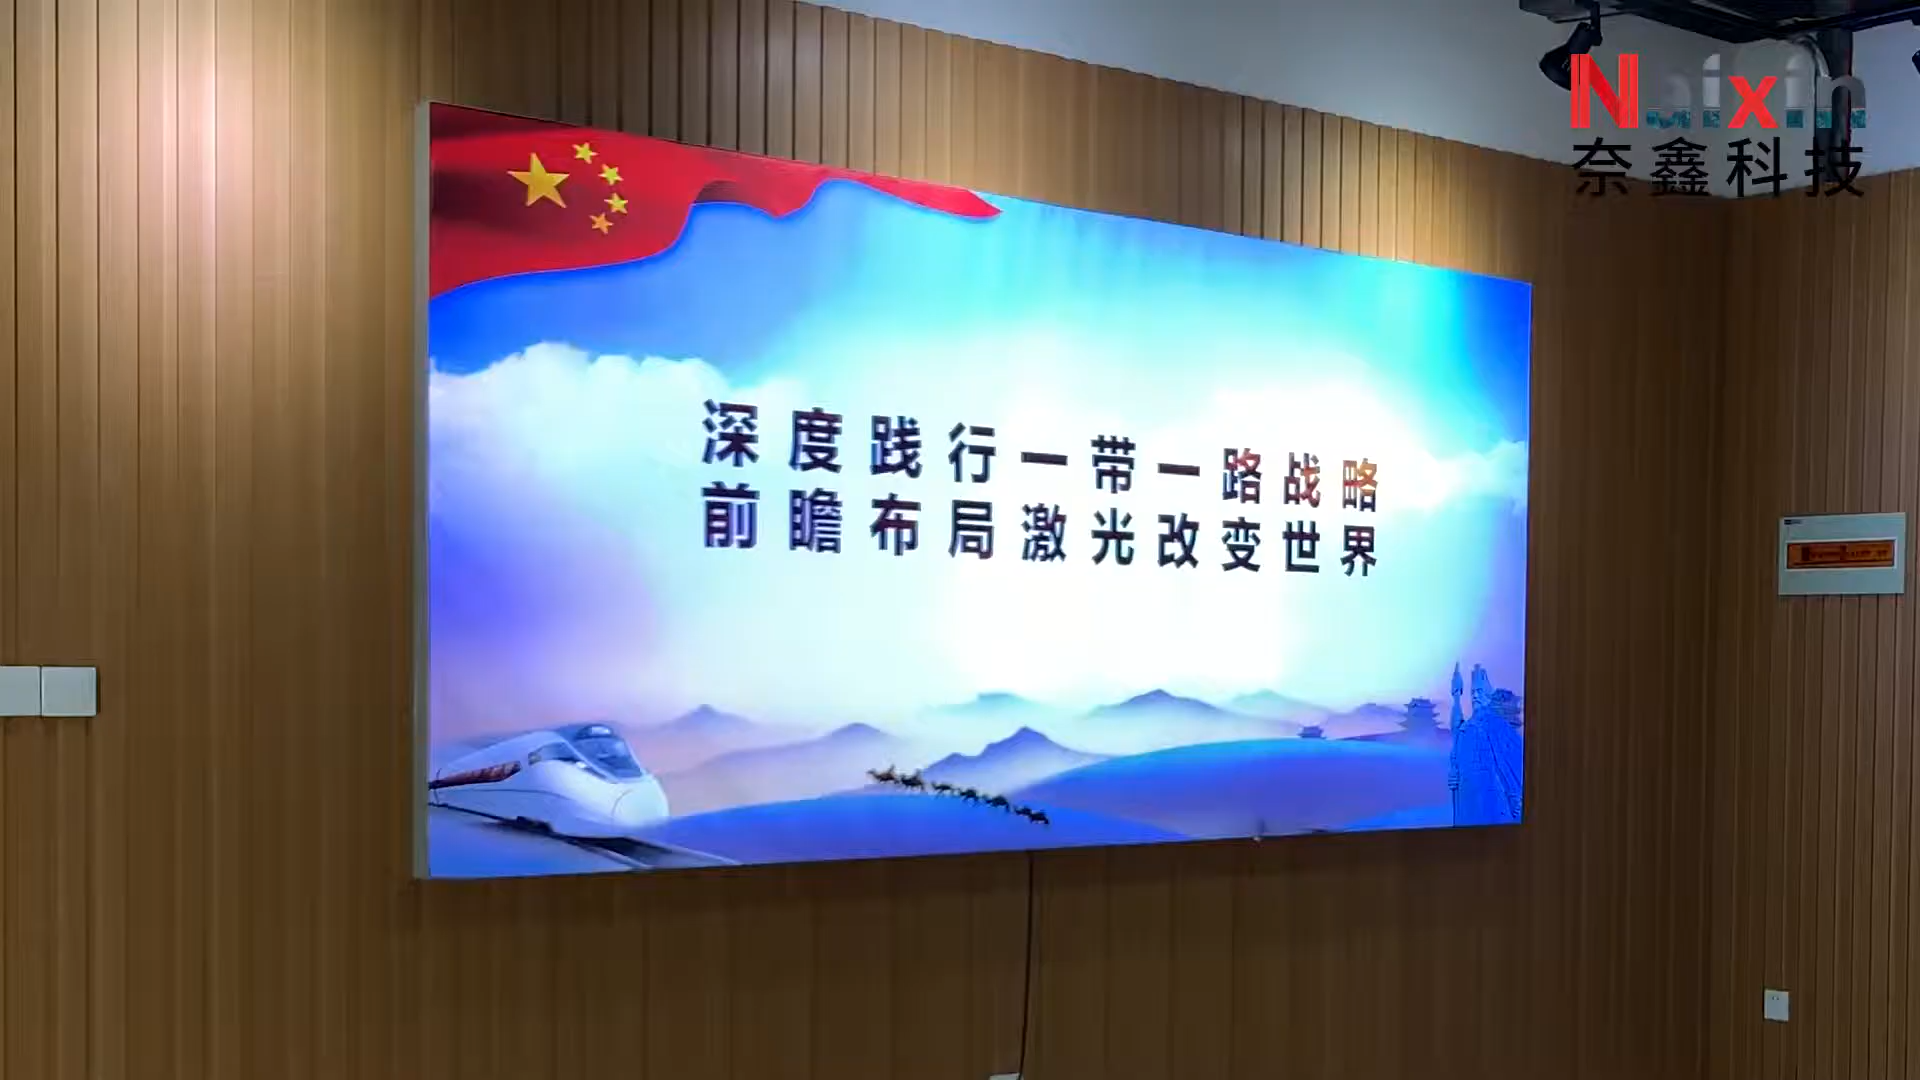 Naixin
奈鑫科技
深度践行一带一路战略
前瞻布局激光改变世界